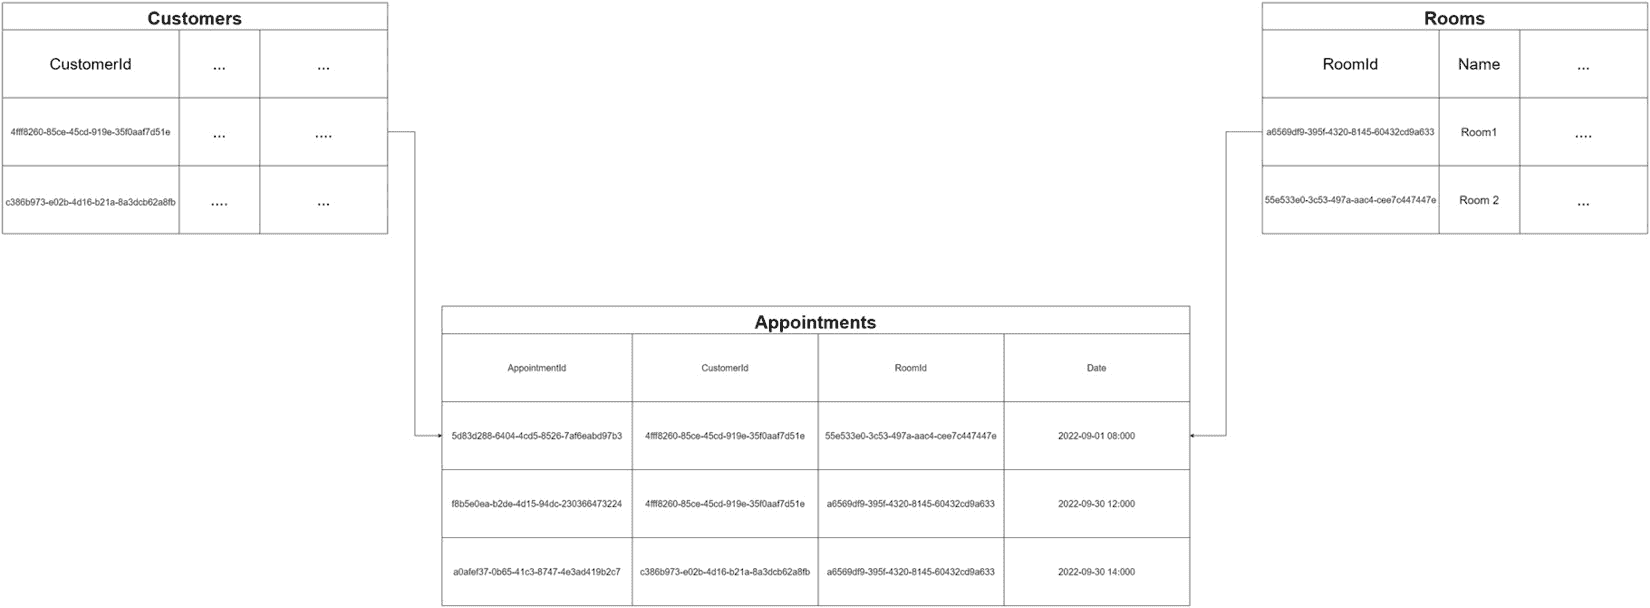 Customers
CustomerId ... ...
4fff8260-85ce-45cd-919e-35f0aaf7d51e ... ....
c386b973-e02b-4d16-b21a-8a3dcb62a8fb .... ...
Rooms
RoomId Name ...
a6569df9-395f-4320-8145-60432cd9a633 Room1 ....
55e533e0-3c53-497a-aac4-cee7c447447e Room 2 ...
Appointments
AppointmentId CustomerId RoomId Date
5d83d288-6404-4cd5-8526-7af6eabd97b3 4fff8260-85ce-45cd-919e-35f0aaf7d51e 55e533e0-3c53-497a-aac4-cee7c447447e 2022-09-01 08:000
f8b5e0ea-b2de-4d15-94dc-230366473224 4fff8260-85ce-45cd-919e-35f0aaf7d51e a6569df9-395f-4320-8145-60432cd9a633 2022-09-30 12:000
a0afef37-0b65-41c3-8747-4e3ad419b2c7 c386b973-e02b-4d16-b21a-8a3dcb62a8fb a6569df9-395f-4320-8145-60432cd9a633 2022-09-30 14:000